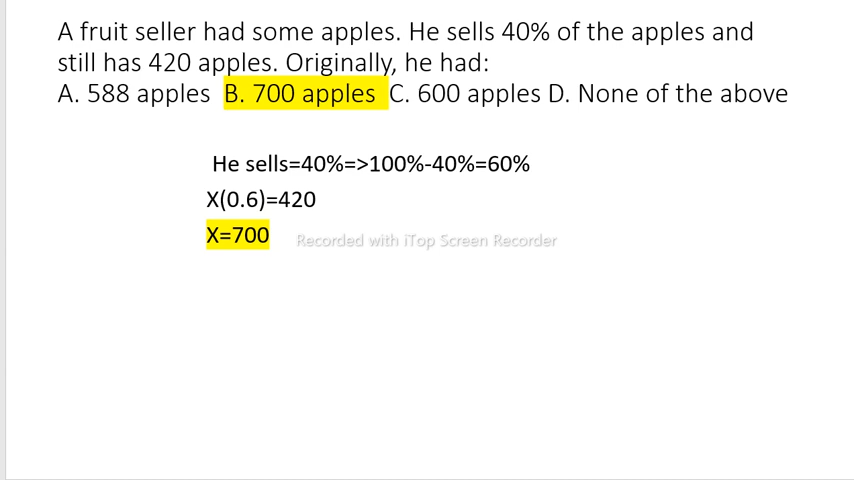 A fruit seller had some apples. He sells 40% of the apples and
still has 420 apples. Originally, he had:
A. 588 apples B. 700 apples C. 600 apples D. None of the above
He sells=40%=>100%-40%=60%
X(0.6)=420
X=700
Recorded with iTop Screen Recorder